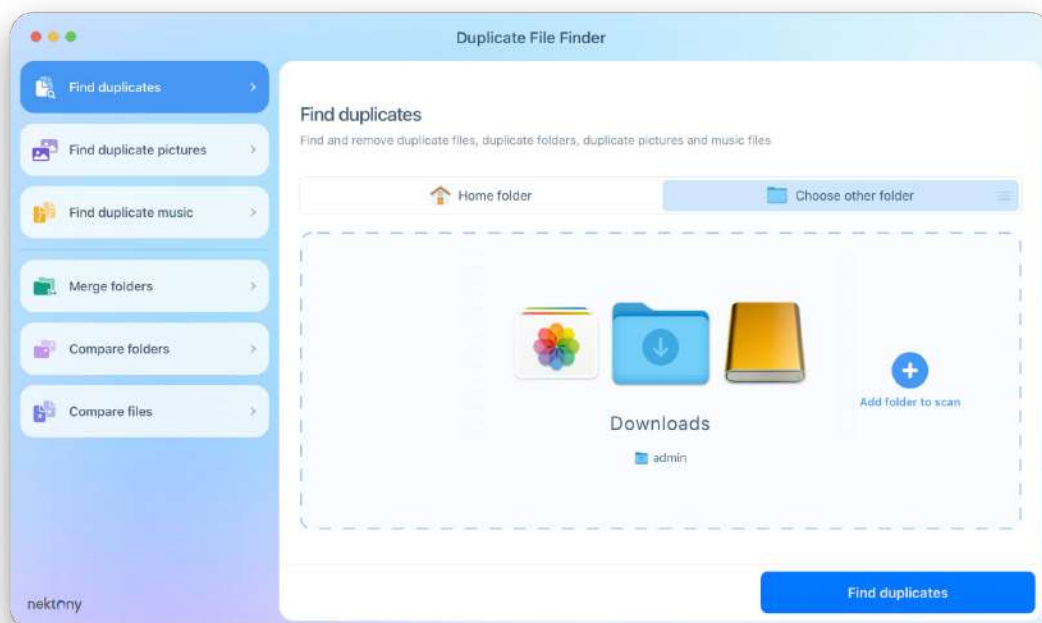 Duplicate File Finder
Find duplicates
Find duplicate pictures
Find duplicate music
Merge folders
Compare folders
Compare files
nektony
Find duplicates
Find and remove duplicate files, duplicate folders, duplicate pictures and music files
Home folder
Choose other folder
Add folder to scan
Downloads
admin
Find duplicates